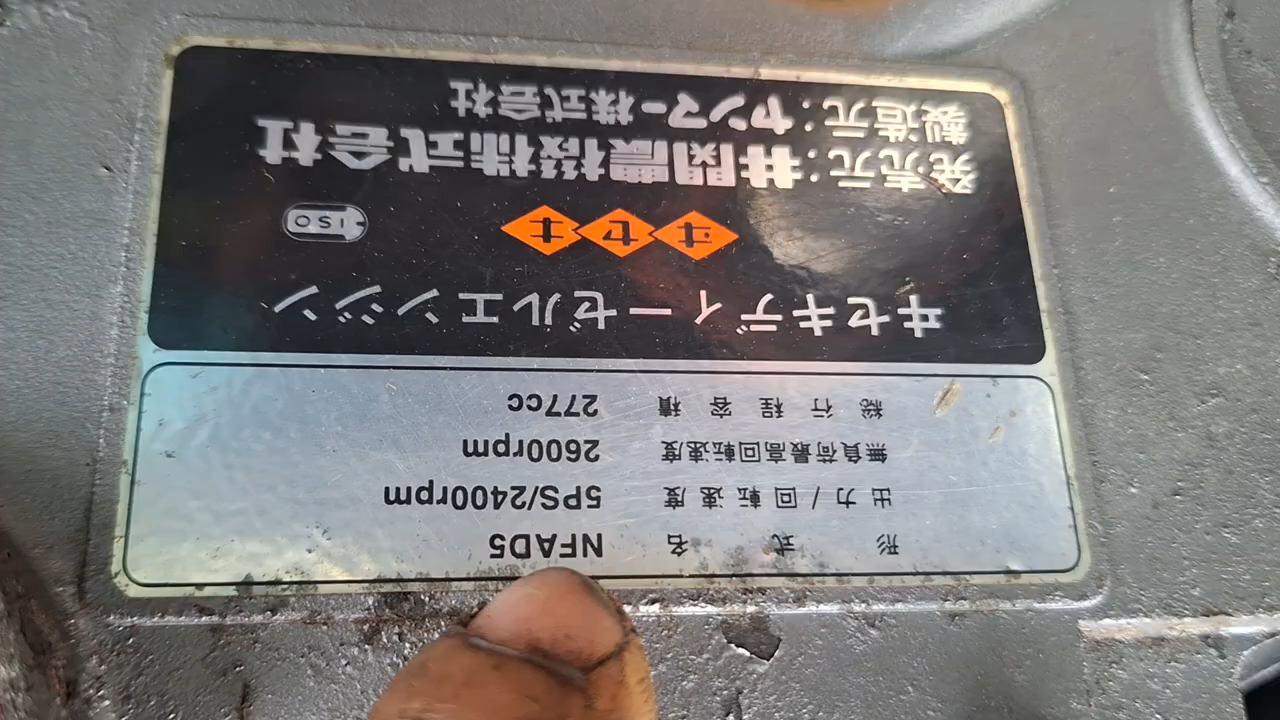 形式名 NFAD5
出力/回転速度 5PS/2400rpm
無負荷最高回転速度 2600rpm
総行程容積 277cc
ヰセキディーゼルエンジン
ヰセキ
ISO
発売元:井関農機株式会社
製造元:ヤンマー株式会社